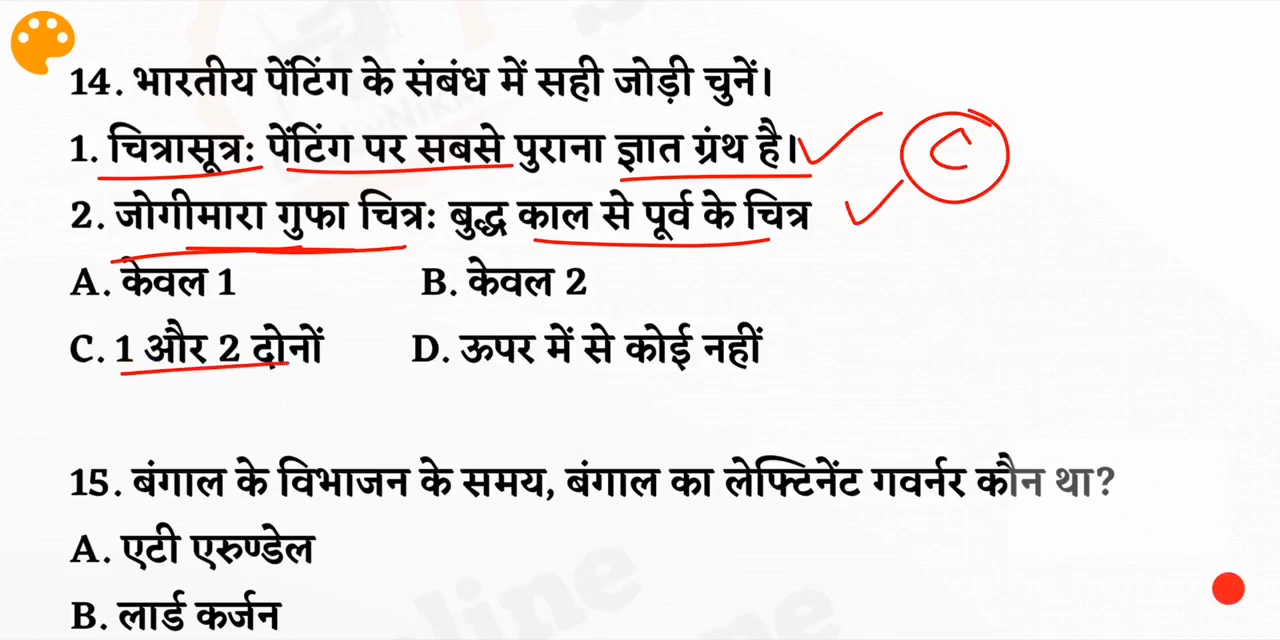 14. भारतीय पेंटिंग के संबंध में सही जोड़ी चुनें।
1. चित्रासूत्रः पेंटिंग पर सबसे पुराना ज्ञात ग्रंथ है।
C
2. जोगीमारा गुफा चित्रः बुद्ध काल से पूर्व के चित्र
A. केवल 1 B. केवल 2
C. 1 और 2 दोनों D. ऊपर में से कोई नहीं
15. बंगाल के विभाजन के समय, बंगाल का लेफ्टिनेंट गवर्नर कौन था?
A. एटी एरुण्डेल
B. लार्ड कर्जन